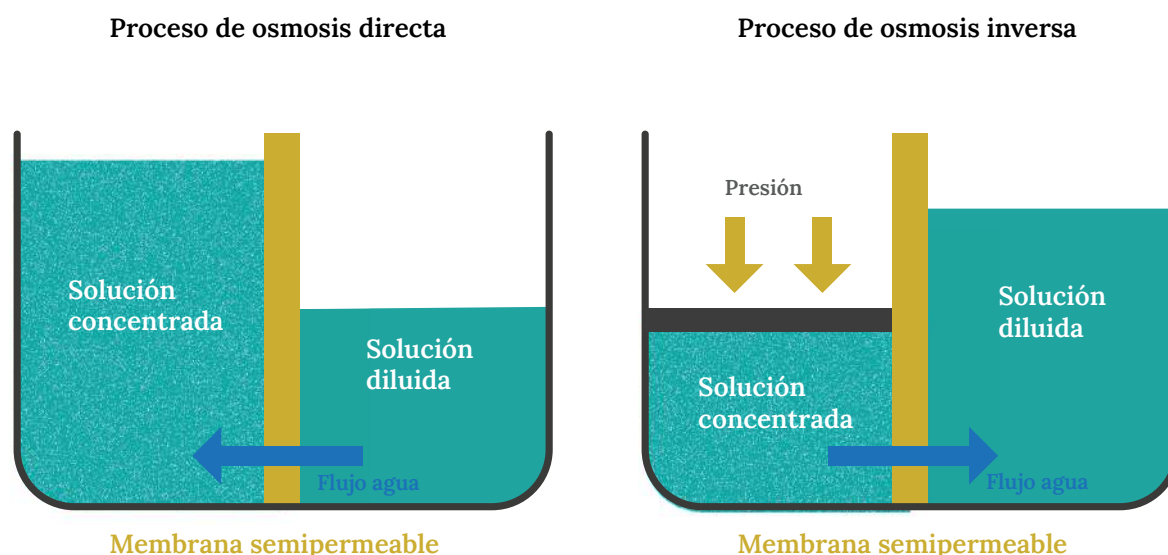 Proceso de osmosis directa
Solución
concentrada
Solución
diluida
Flujo agua
Membrana semipermeable
Proceso de osmosis inversa
Presión
Solución
concentrada
Solución
diluida
Flujo agua
Membrana semipermeable